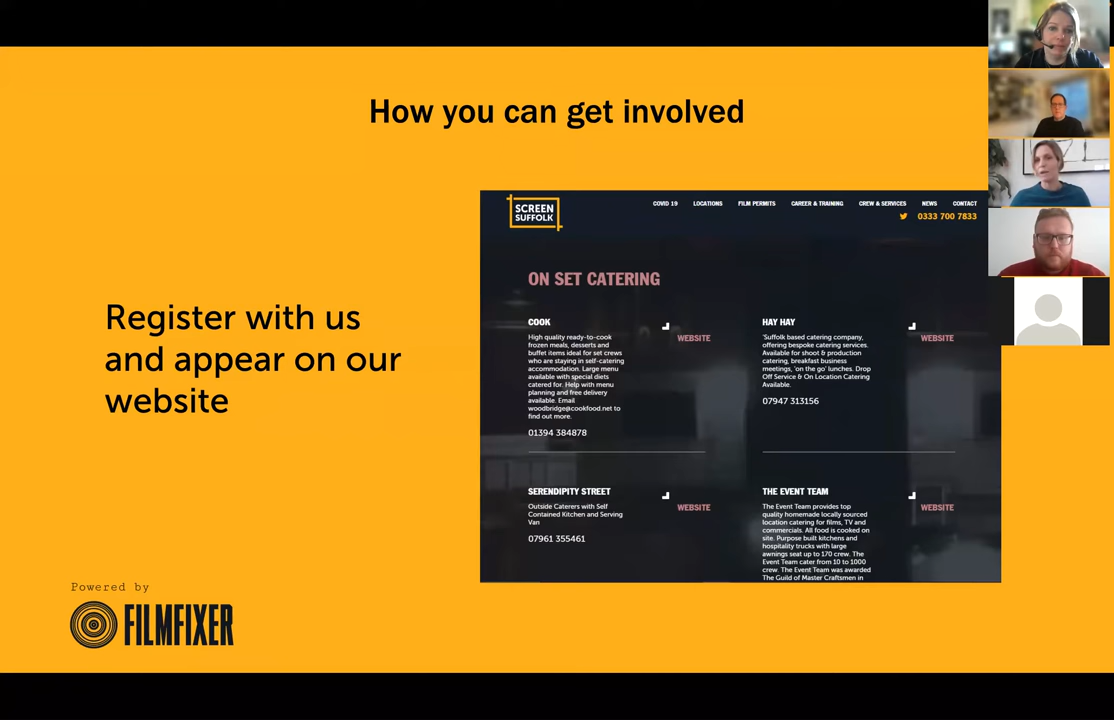 How you can get involved
Register with us
and appear on our
website
SCREEN
SUFFOLK
COVID 19 LOCATIONS FILM PERMITS CAREER & TRAINING CREW & SERVICES NEWS CONTACT
0333 700 7833
ON SET CATERING
COOK
High quality ready-to-cook
frozen meals, desserts and
buffet items ideal for set crews
who are staying in self-catering
accommodation. Large menu
available with special diets
catered for. Help with menu
planning and free delivery
available. Email
woodbridge@cookfood.net to
find out more.
01394 384878
WEBSITE
HAY HAY
'Suffolk based catering company,
offering bespoke catering services.
Available for shoot & production
catering, breakfast business
meetings, 'on the go' lunches. Drop
Off Service & On Location Catering
Available.
07947 313156
WEBSITE
SERENDIPITY STREET
Outside Caterers with Self
Contained Kitchen and Serving
Van
07961 355461
WEBSITE
THE EVENT TEAM
The Event Team provides top
quality homemade locally sourced
location catering for films, TV and
commercials. All food is cooked on
site. Purpose built kitchens and
hospitality trucks with large
awnings seat up to 170 crew. The
Event Team cater from 10 to 1000
crew. The Event Team was awarded
The Guild of Master Craftsmen in
WEBSITE
Powered by
FILMFIXER